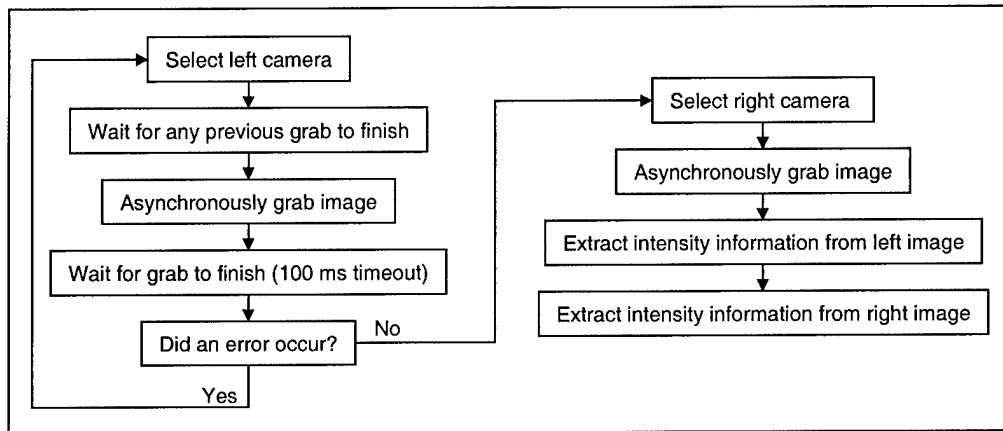 Select left camera
Wait for any previous grab to finish
Asynchronously grab image
Wait for grab to finish (100 ms timeout)
Did an error occur?
No
Yes
Select right camera
Asynchronously grab image
Extract intensity information from left image
Extract intensity information from right image